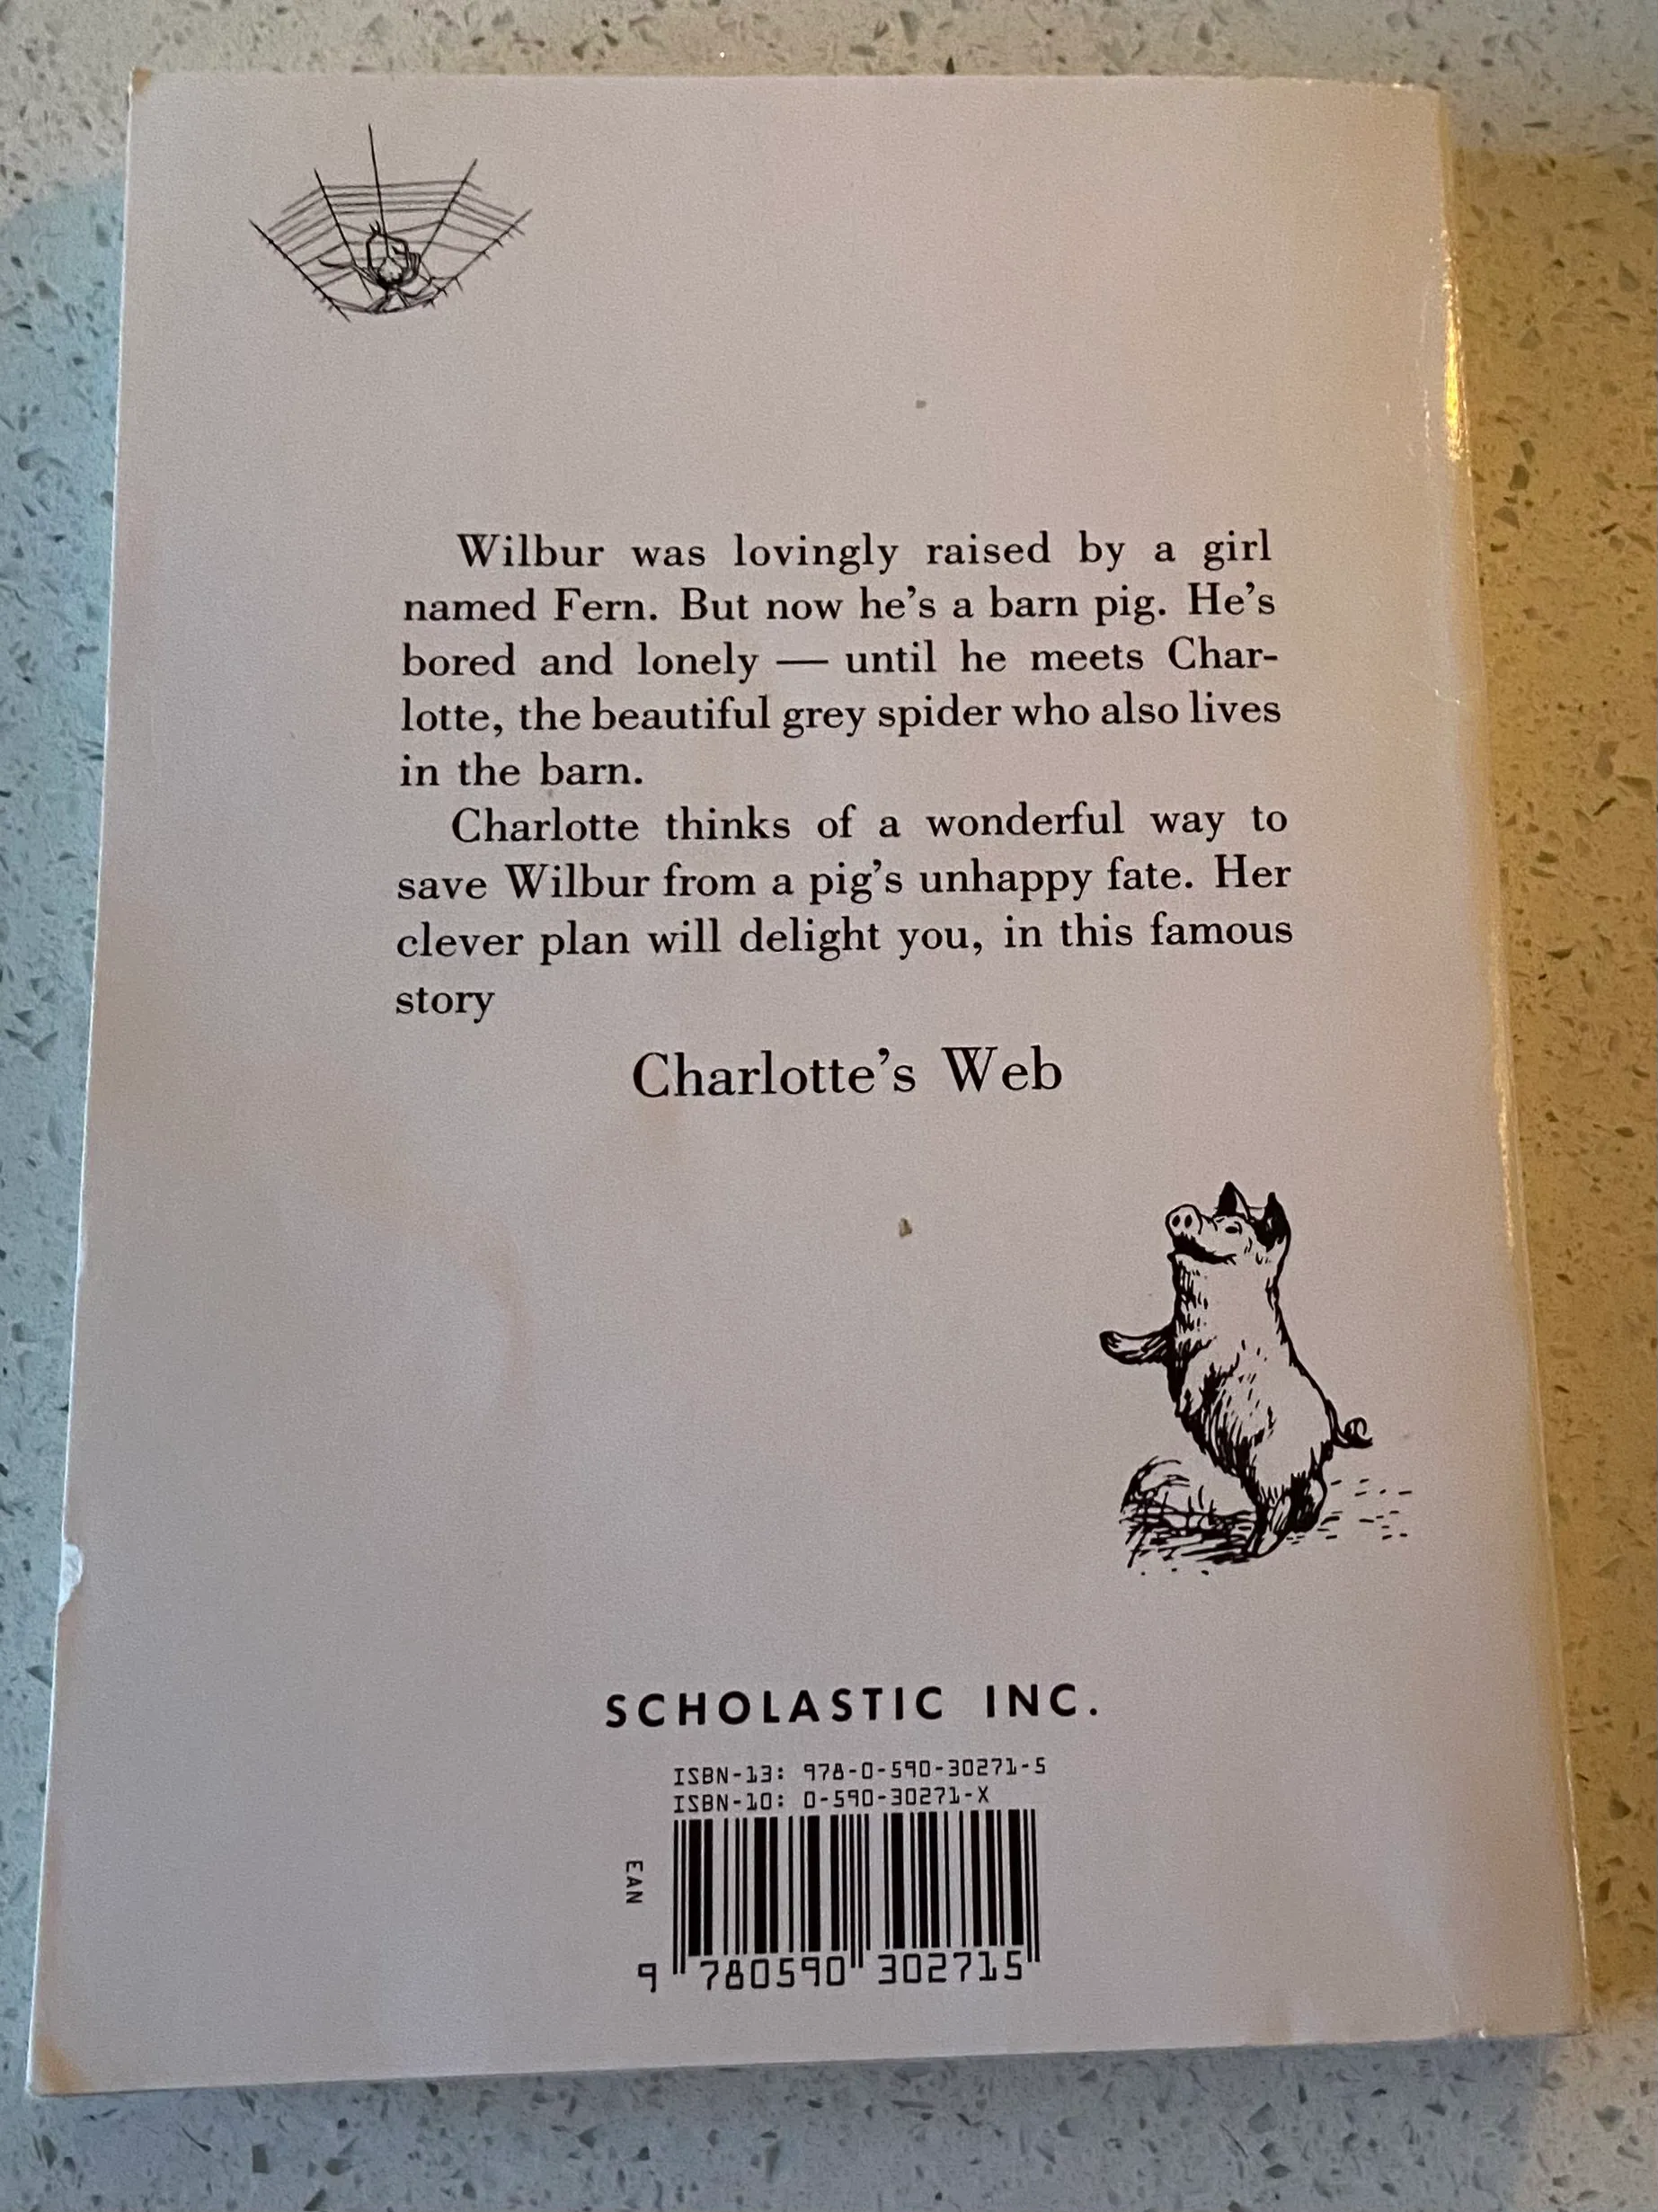 Wilbur was lovingly raised by a girl
named Fern. But now he's a barn pig. He's
bored and lonely — until he meets Char-
lotte, the beautiful grey spider who also lives
in the barn.
Charlotte thinks of a wonderful way to
save Wilbur from a pig's unhappy fate. Her
clever plan will delight you, in this famous
story
Charlotte's Web
SCHOLASTIC INC.
ISBN-13: 978-0-590-30271-5
ISBN-10: 0-590-30271-X
EAN
9 780590 302715